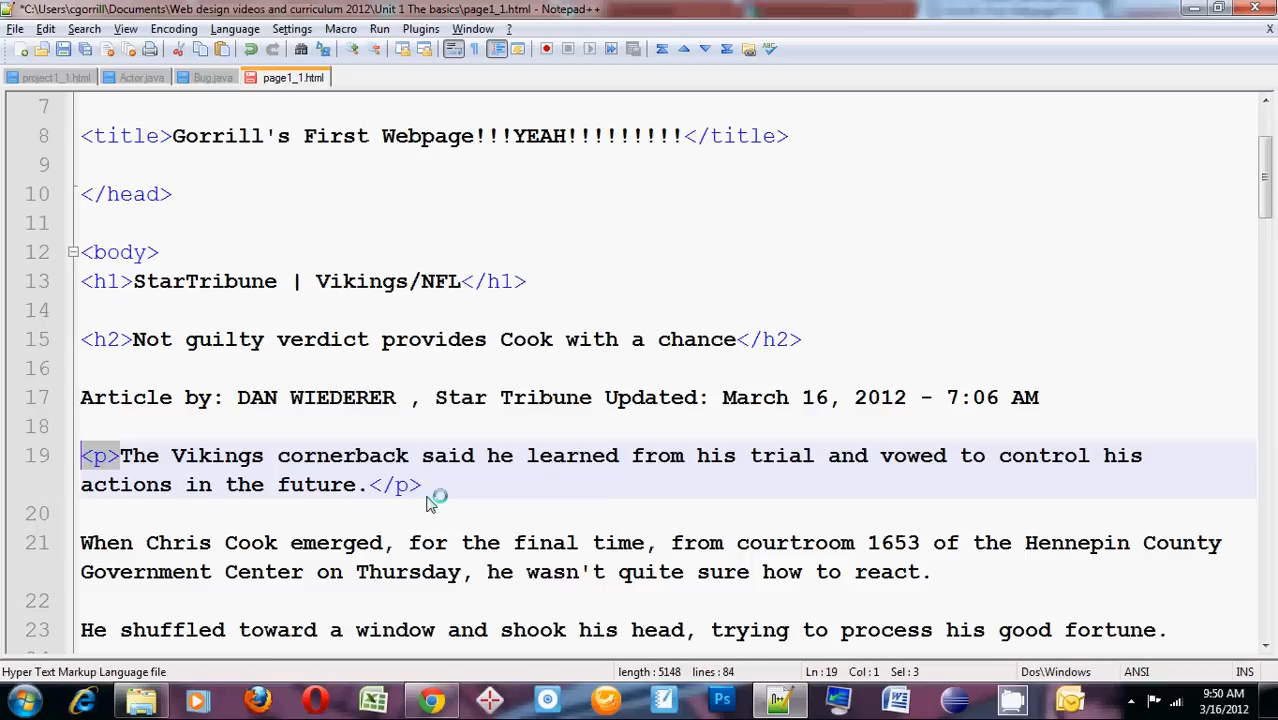 *C:\Users\cgorrill\Documents\Web design videos and curriculum 2012\Unit 1 The basics\page1_1.html - Notepad++
File Edit Search View Encoding Language Settings Macro Run Plugins Window ? X
project1_1.html Actor.java Bug.java page1_1.html
7
8 <title>Gorrill's First Webpage!!!YEAH!!!!!!!!!</title>
9
10 </head>
11
12 <body>
13 <h1>StarTribune | Vikings/NFL</h1>
14
15 <h2>Not guilty verdict provides Cook with a chance</h2>
16
17 Article by: DAN WIEDERER , Star Tribune Updated: March 16, 2012 - 7:06 AM
18
19 <p>The Vikings cornerback said he learned from his trial and vowed to control his
actions in the future.</p>
20
21 When Chris Cook emerged, for the final time, from courtroom 1653 of the Hennepin County
Government Center on Thursday, he wasn't quite sure how to react.
22
23 He shuffled toward a window and shook his head, trying to process his good fortune.
Hyper Text Markup Language file length : 5148 lines : 84 Ln : 19 Col : 1 Sel : 3 Dos\Windows ANSI INS
Ps
9:50 AM
3/16/2012